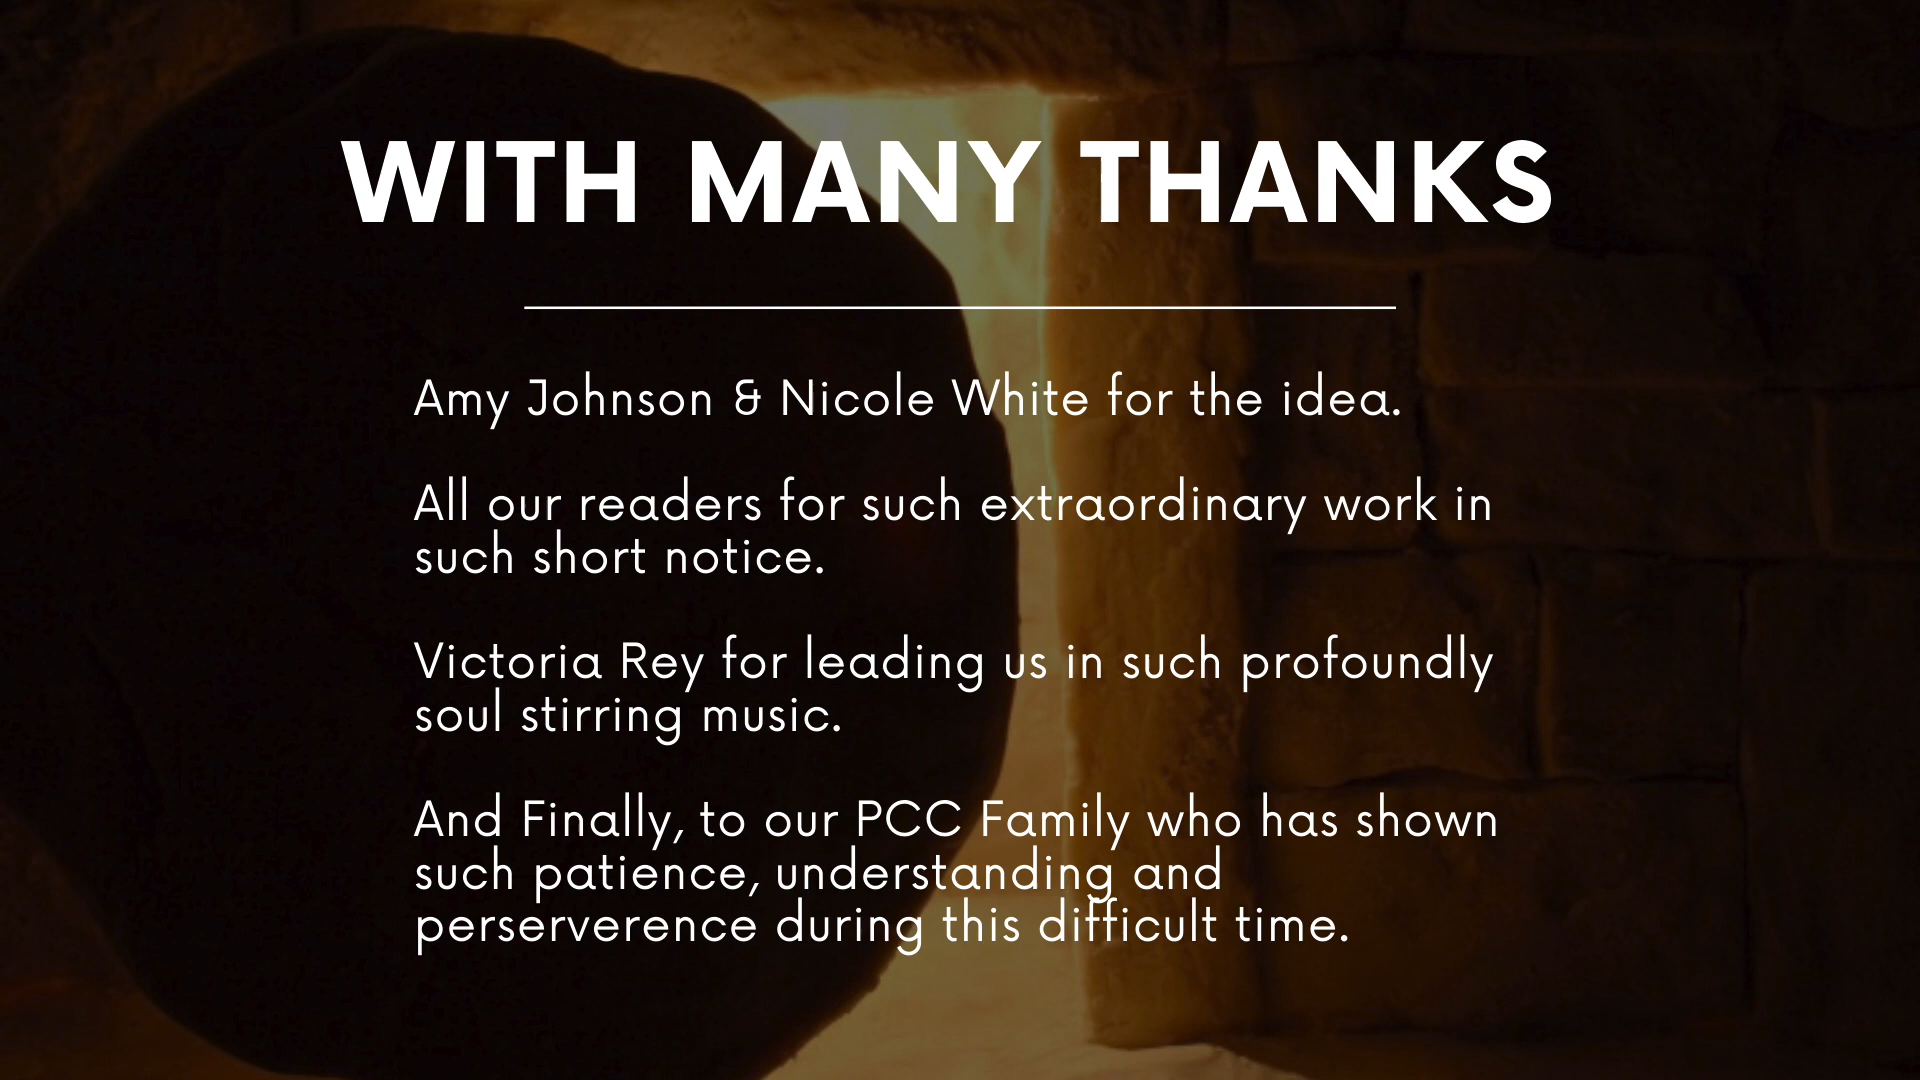 WITH MANY THANKS
Amy Johnson & Nicole White for the idea.
All our readers for such extraordinary work in
such short notice.
Victoria Rey for leading us in such profoundly
soul stirring music.
And Finally, to our PCC Family who has shown
such patience, understanding and
perserverence during this difficult time.